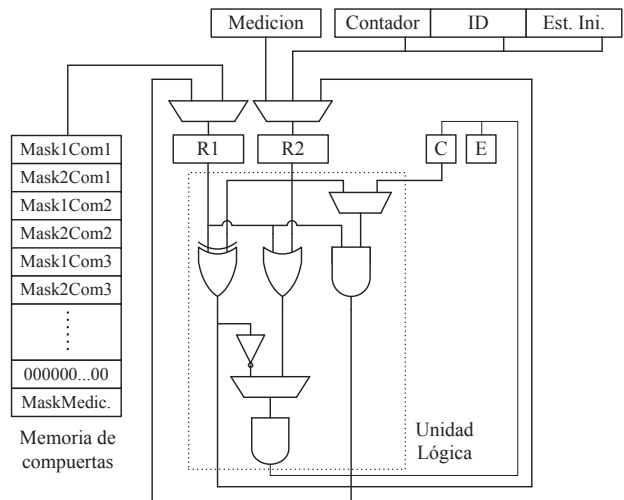 Medicion
Contador
ID
Est. Ini.
R1
R2
C
E
Mask1Com1
Mask2Com1
Mask1Com2
Mask2Com2
Mask1Com3
Mask2Com3
000000...00
MaskMedic.
Memoria de
compuertas
Unidad
Lógica